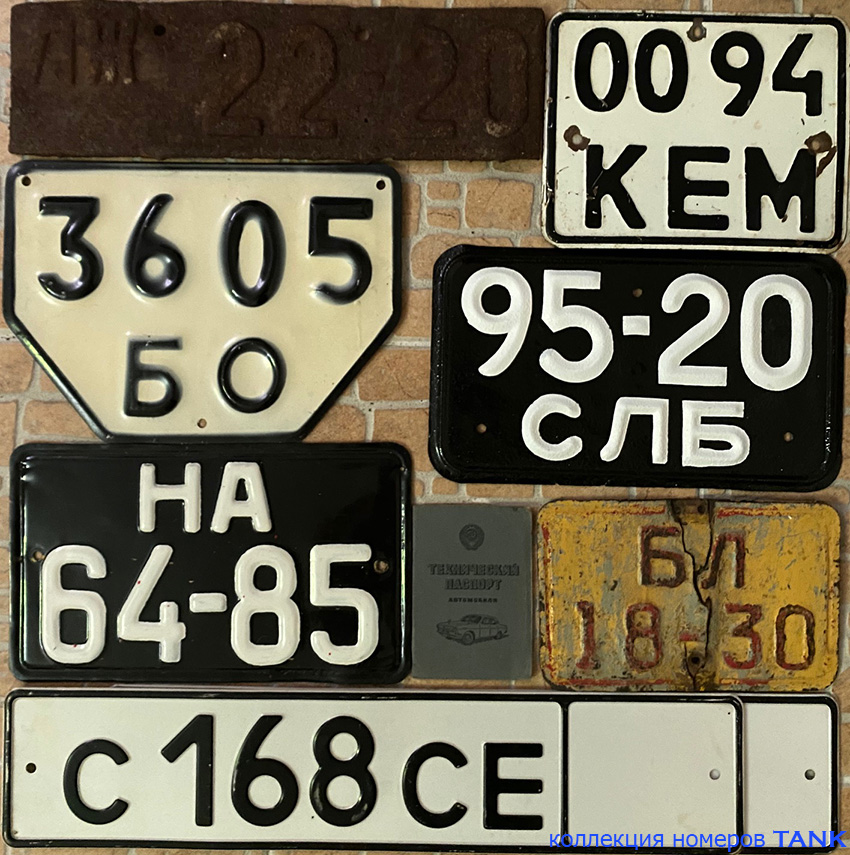 ЛЖ 22-20
00 94
КЕМ
3605
БО
95-20
СЛБ
НА
64-85
ТЕХНИЧЕСКИЙ
ПАСПОРТ
АВТОМОБИЛЯ
БЛ
18-30
С 168 СЕ
коллекция номеров TANK